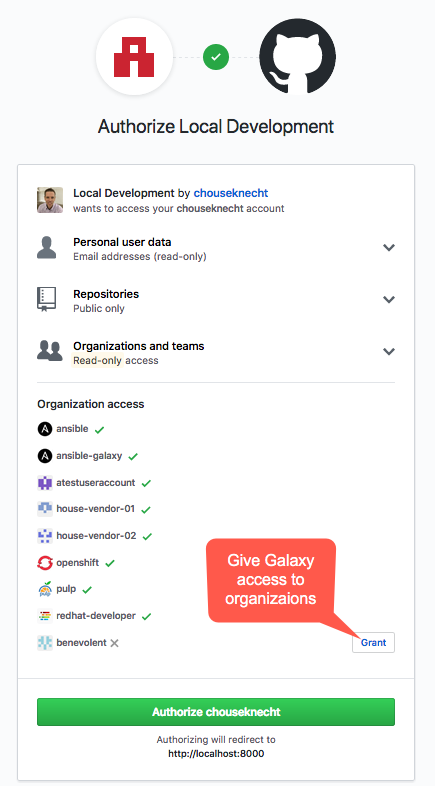 Authorize Local Development
Local Development by chouseknecht
wants to access your chouseknecht account
Personal user data
Email addresses (read-only)
Repositories
Public only
Organizations and teams
Read-only access
Organization access
ansible
ansible-galaxy
atestuseraccount
house-vendor-01
house-vendor-02
openshift
pulp
redhat-developer
benevolent
Give Galaxy
access to
organizaions
Grant
Authorize chouseknecht
Authorizing will redirect to
http://localhost:8000